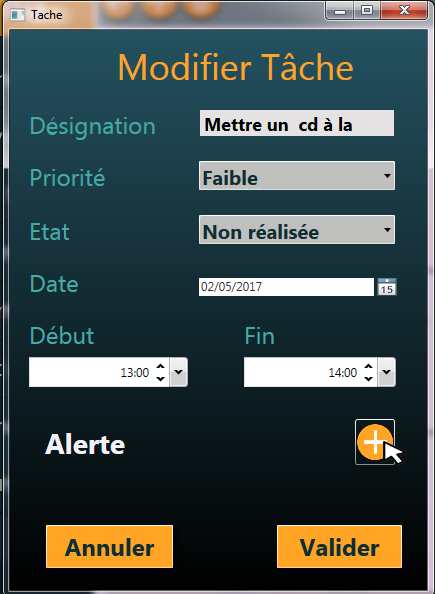 Tache
Modifier Tâche
Désignation Mettre un cd à la
Priorité Faible
Etat Non réalisée
Date 02/05/2017 15
Début Fin
13:00 14:00
Alerte
Annuler Valider